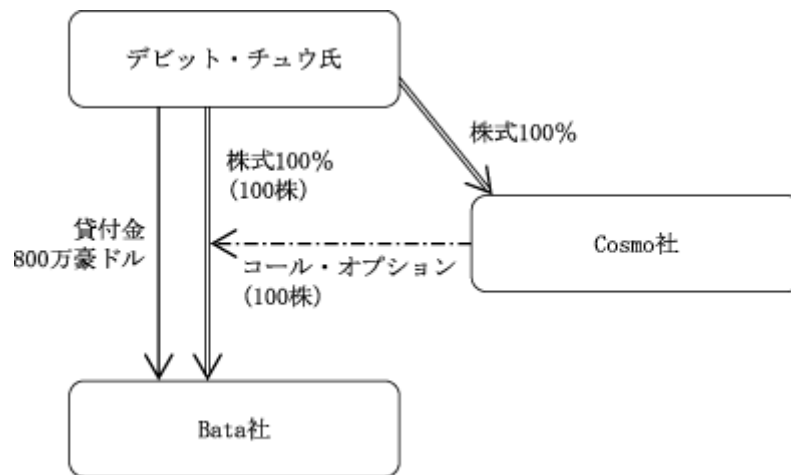 デビット・チュウ氏
株式100%
株式100%
(100株)
貸付金
800万豪ドル
コール・オプション
(100株)
Cosmo社
Bata社